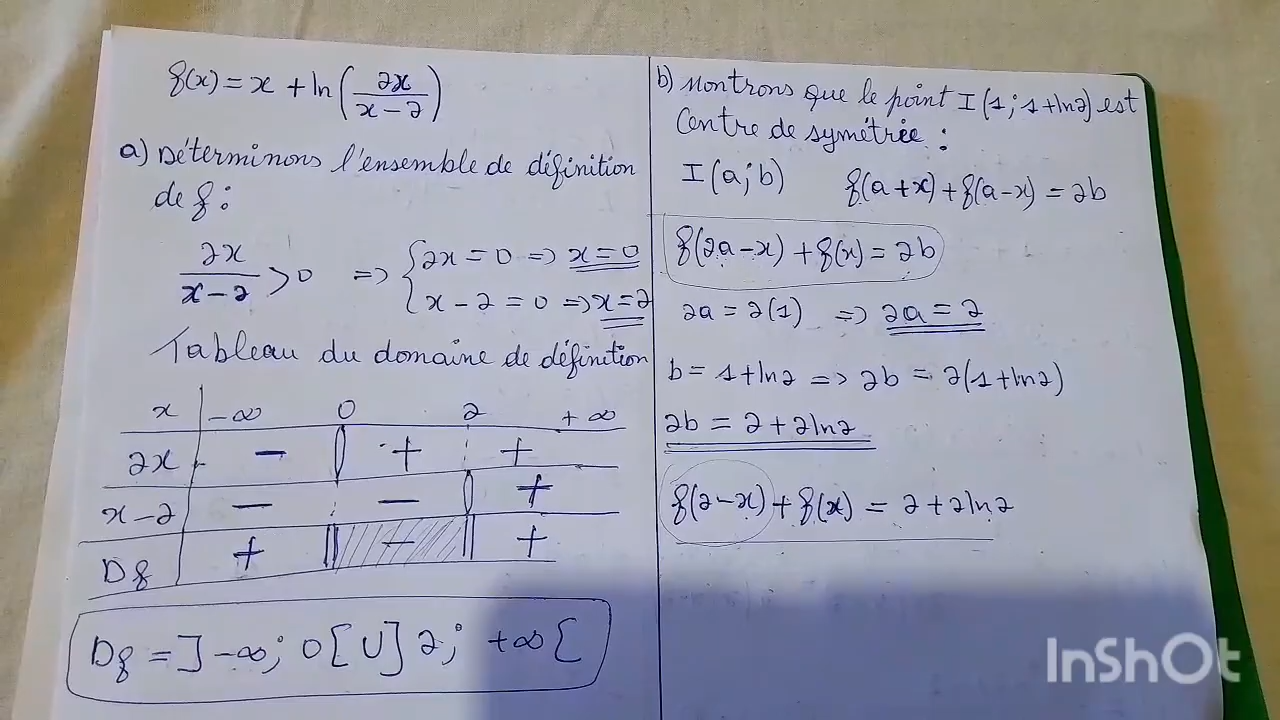 f(x) = x + ln(2x/(x-2))
a) Déterminons l'ensemble de définition
de f :
2x/(x-2) > 0 => { 2x = 0 => x = 0
x - 2 = 0 => x = 2
Tableau du domaine de définition
x | -∞ 0 2 +∞
2x | - + +
x-2 | - - +
Df | + - +
Df = ]-∞; 0[ U ]2; +∞[
b) Montrons que le point I(1; 1+ln2) est
centre de symétrie :
I(a; b) f(a+x) + f(a-x) = 2b
f(2a-x) + f(x) = 2b
2a = 2(1) => 2a = 2
b = 1+ln2 => 2b = 2(1+ln2)
2b = 2 + 2ln2
f(2-x) + f(x) = 2 + 2ln2
InShOt